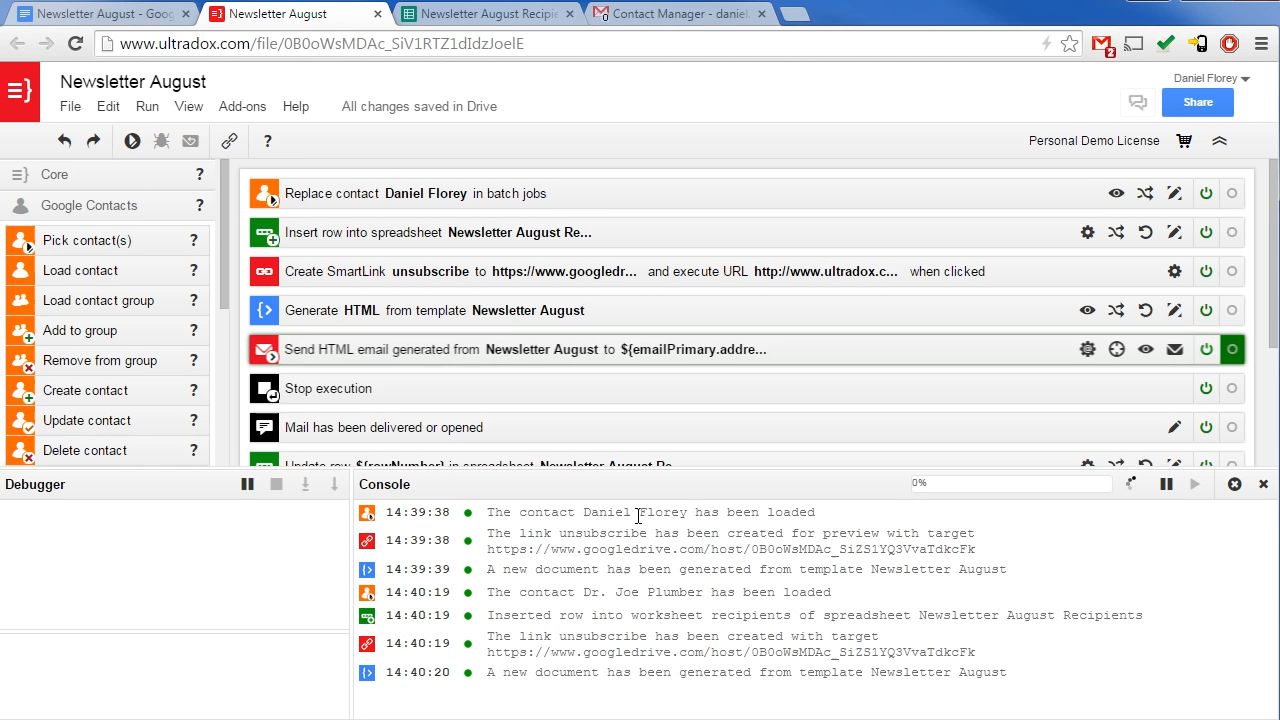 Newsletter August - Goog
Newsletter August
Newsletter August Recipie
Contact Manager - daniel.
www.ultradox.com/file/0B0oWsMDAc_SiV1RTZ1dIdzJoelE
2
Newsletter August
Daniel Florey
File Edit Run View Add-ons Help All changes saved in Drive
Share
?
Personal Demo License
Core ?
Google Contacts ?
Pick contact(s) ?
Load contact ?
Load contact group ?
Add to group ?
Remove from group ?
Create contact ?
Update contact ?
Delete contact ?
Replace contact Daniel Florey in batch jobs
Insert row into spreadsheet Newsletter August Re...
Create SmartLink unsubscribe to https://www.googledr... and execute URL http://www.ultradox.c... when clicked
Generate HTML from template Newsletter August
Send HTML email generated from Newsletter August to ${emailPrimary.addre...
Stop execution
Mail has been delivered or opened
Update row ${rowNumber} in spreadsheet Newsletter August Re
Debugger
Console
0%
14:39:38 The contact Daniel Florey has been loaded
14:39:38 The link unsubscribe has been created for preview with target
https://www.googledrive.com/host/0B0oWsMDAc_SiZS1YQ3VvaTdkcFk
14:39:39 A new document has been generated from template Newsletter August
14:40:19 The contact Dr. Joe Plumber has been loaded
14:40:19 Inserted row into worksheet recipients of spreadsheet Newsletter August Recipients
14:40:19 The link unsubscribe has been created with target
https://www.googledrive.com/host/0B0oWsMDAc_SiZS1YQ3VvaTdkcFk
14:40:20 A new document has been generated from template Newsletter August